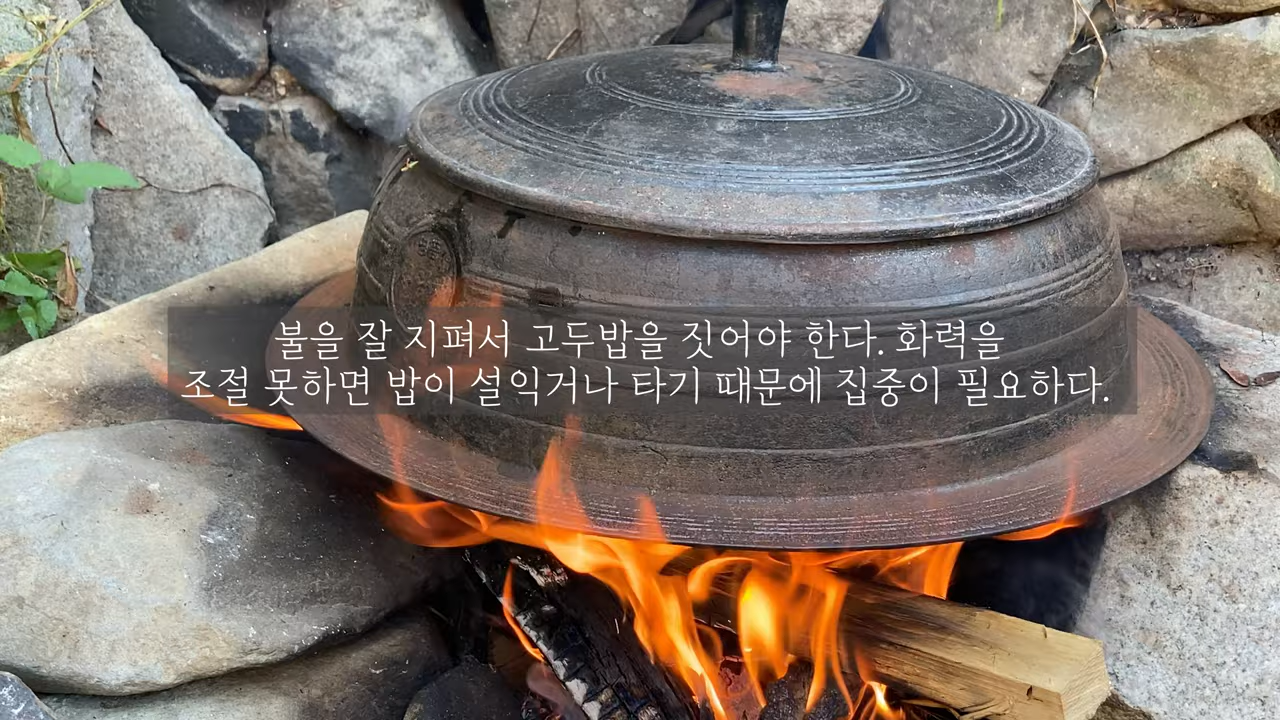 불을 잘 지펴서 고두밥을 짓어야 한다. 화력을
조절 못하면 밥이 설익거나 타기 때문에 집중이 필요하다.